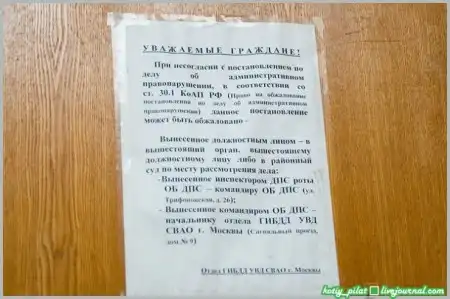 УВАЖАЕМЫЕ ГРАЖДАНЕ!
При несогласии с постановлением по
делу об административном
правонарушении, в соответствии со
ст. 30.1 КоАП РФ (Право на обжалование
постановления по делу об административном
правонарушении) данное постановление
может быть обжаловано –
Вынесенное должностным лицом – в
вышестоящий орган, вышестоящему
должностному лицу либо в районный
суд по месту рассмотрения дела:
- Вынесенное инспектором ДПС роты
ОБ ДПС – командиру ОБ ДПС (ул.
Трифоновская, д. 26);
- Вынесенное командиром ОБ ДПС –
начальнику отдела ГИБДД УВД
СВАО г. Москвы (Сигнальный проезд,
дом № 9)
Отдел ГИБДД УВД СВАО г. Москвы
kotiy_pilat livejournal.com